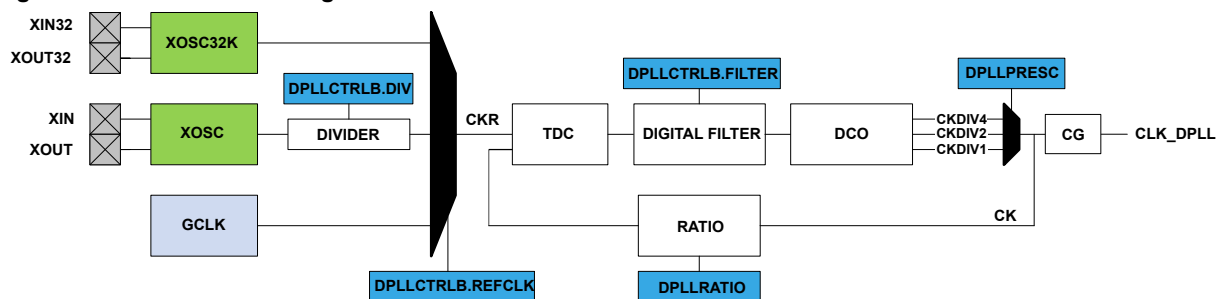 XIN32
XOUT32
XOSC32K
DPLLCTRLB.DIV
DPLLCTRLB.FILTER
DPLLPRESC
XIN
XOUT
XOSC
DIVIDER
CKR
TDC
DIGITAL FILTER
DCO
CKDIV4
CKDIV2
CKDIV1
CG
CLK_DPLL
GCLK
RATIO
CK
DPLLCTRLB.REFCLK
DPLLRATIO